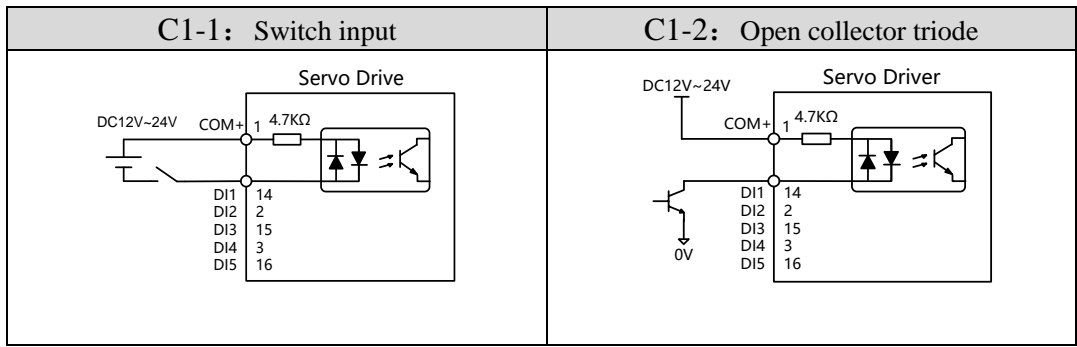 C1-1： Switch input
C1-2： Open collector triode
Servo Drive
DC12V~24V
COM+
1
4.7KΩ
DI1 14
DI2 2
DI3 15
DI4 3
DI5 16
Servo Driver
DC12V~24V
COM+
1
4.7KΩ
DI1 14
DI2 2
DI3 15
DI4 3
DI5 16
0V